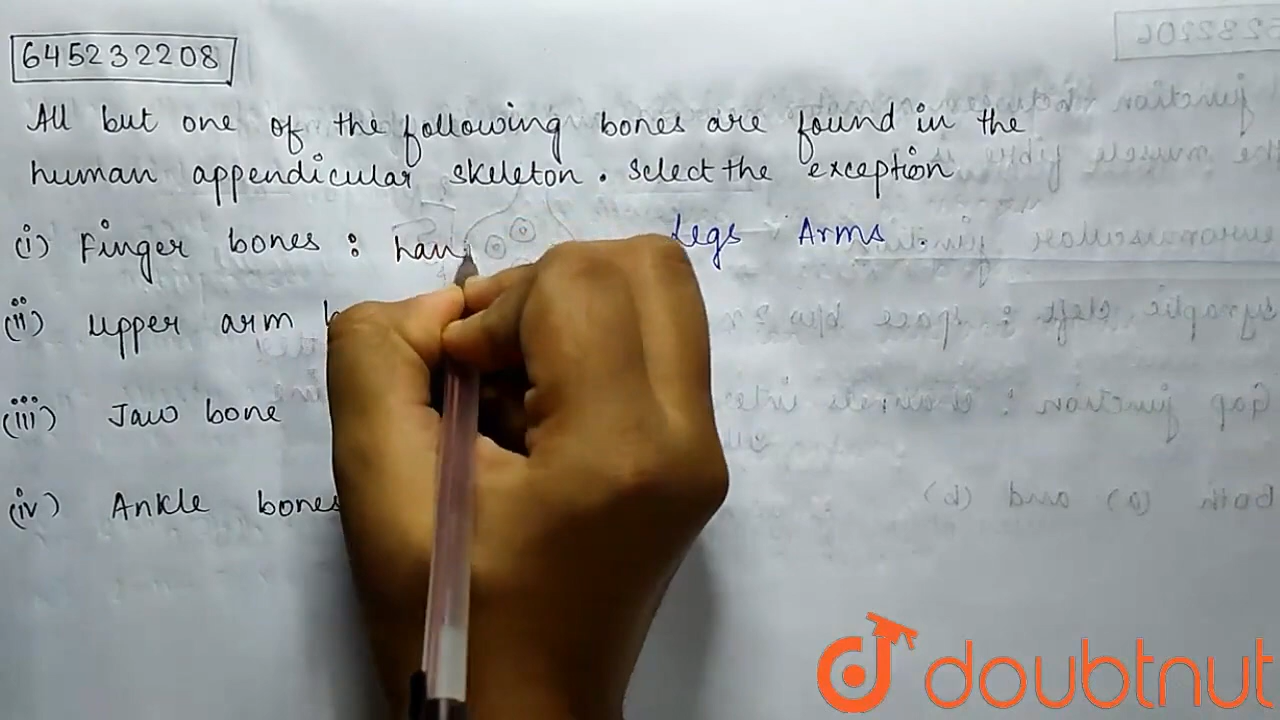 645232208
All but one of the following bones are found in the
human appendicular skeleton. Select the exception
(i) Finger bones : han
Legs Arms
(ii) Upper arm b
(iii) Jaw bone
(iv) Ankle bones
doubtnut